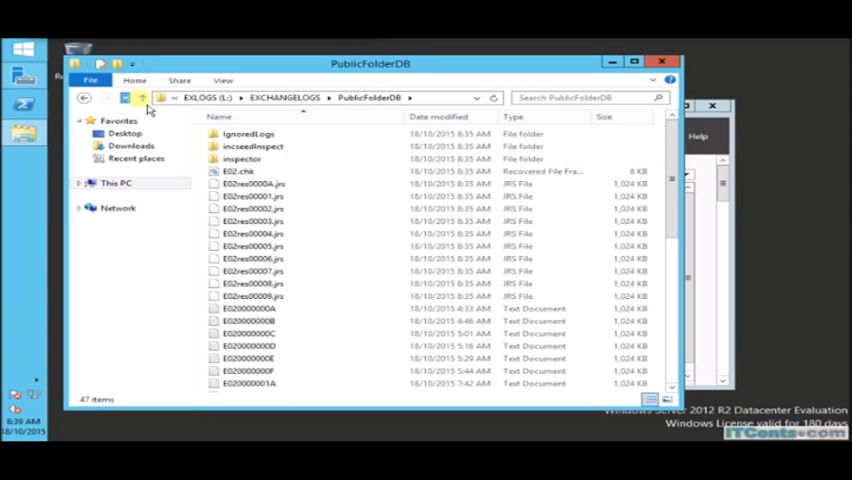 PublicFolderDB
File Home Share View
« EXLOGS (L:) ▸ EXCHANGELOGS ▸ PublicFolderDB ▸
Search PublicFolderDB
Help
Favorites
Desktop
Downloads
Recent places
This PC
Network
Name Date modified Type Size
IgnoredLogs 18/10/2015 8:35 AM File folder
incseedInspect 18/10/2015 8:35 AM File folder
inspector 18/10/2015 8:35 AM File folder
E02.chk 18/10/2015 8:35 AM Recovered File Fra... 8 KB
E02res0000A.jrs 18/10/2015 8:35 AM JRS File 1,024 KB
E02res00001.jrs 18/10/2015 8:35 AM JRS File 1,024 KB
E02res00002.jrs 18/10/2015 8:35 AM JRS File 1,024 KB
E02res00003.jrs 18/10/2015 8:35 AM JRS File 1,024 KB
E02res00004.jrs 18/10/2015 8:35 AM JRS File 1,024 KB
E02res00005.jrs 18/10/2015 8:35 AM JRS File 1,024 KB
E02res00006.jrs 18/10/2015 8:35 AM JRS File 1,024 KB
E02res00007.jrs 18/10/2015 8:35 AM JRS File 1,024 KB
E02res00008.jrs 18/10/2015 8:35 AM JRS File 1,024 KB
E02res00009.jrs 18/10/2015 8:35 AM JRS File 1,024 KB
E020000000A 18/10/2015 4:33 AM Text Document 1,024 KB
E020000000B 18/10/2015 4:46 AM Text Document 1,024 KB
E020000000C 18/10/2015 5:01 AM Text Document 1,024 KB
E020000000D 18/10/2015 5:16 AM Text Document 1,024 KB
E020000000E 18/10/2015 5:29 AM Text Document 1,024 KB
E020000000F 18/10/2015 5:31 AM Text Document 1,024 KB
E020000001A 18/10/2015 7:42 AM Text Document 1,024 KB
47 items
Windows Server 2012 R2 Datacenter Evaluation
Windows License valid for 180 days
ITCents.com
8:39 AM
18/10/2015